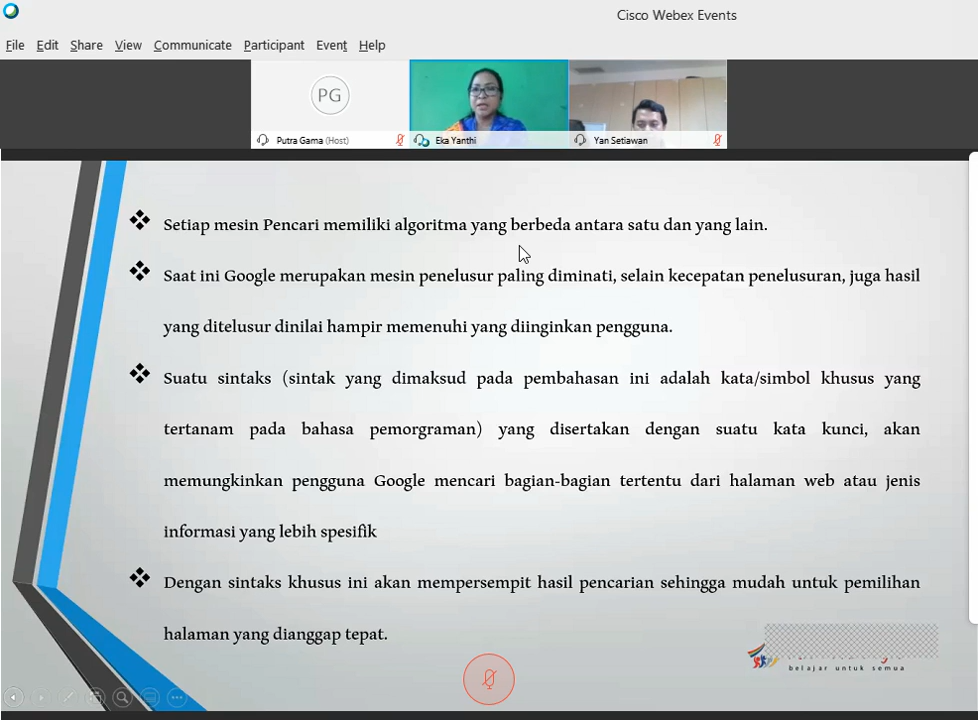 Cisco Webex Events
File Edit Share View Communicate Participant Event Help
PG
Putra Gama (Host) Eka Yanthi Yan Setiawan
Setiap mesin Pencari memiliki algoritma yang berbeda antara satu dan yang lain.
Saat ini Google merupakan mesin penelusur paling diminati, selain kecepatan penelusuran, juga hasil
yang ditelusur dinilai hampir memenuhi yang diinginkan pengguna.
Suatu sintaks (sintak yang dimaksud pada pembahasan ini adalah kata/simbol khusus yang
tertanam pada bahasa pemorgraman) yang disertakan dengan suatu kata kunci, akan
memungkinkan pengguna Google mencari bagian-bagian tertentu dari halaman web atau jenis
informasi yang lebih spesifik
Dengan sintaks khusus ini akan mempersempit hasil pencarian sehingga mudah untuk pemilihan
halaman yang dianggap tepat.
belajar untuk semua